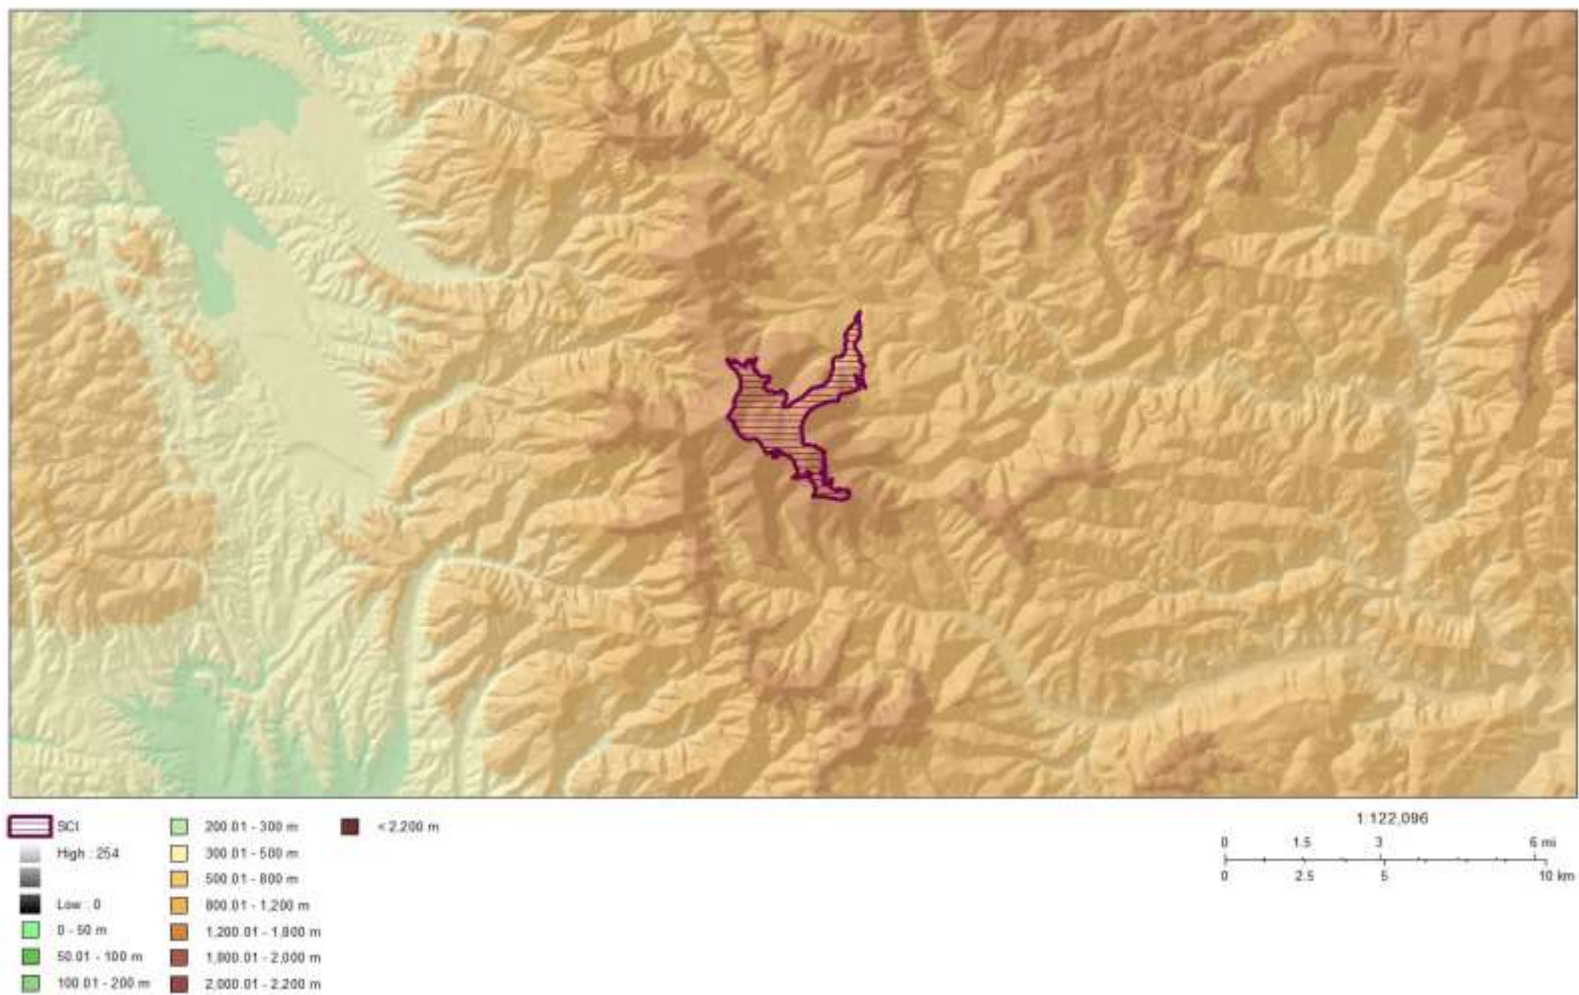 SCI
High : 254
Low : 0
0 - 50 m
50.01 - 100 m
100.01 - 200 m
200.01 - 300 m
300.01 - 500 m
500.01 - 800 m
800.01 - 1,200 m
1,200.01 - 1,800 m
1,800.01 - 2,000 m
2,000.01 - 2,200 m
< 2,200 m
1:122,096
0 1.5 3 6 mi
0 2.5 5 10 km